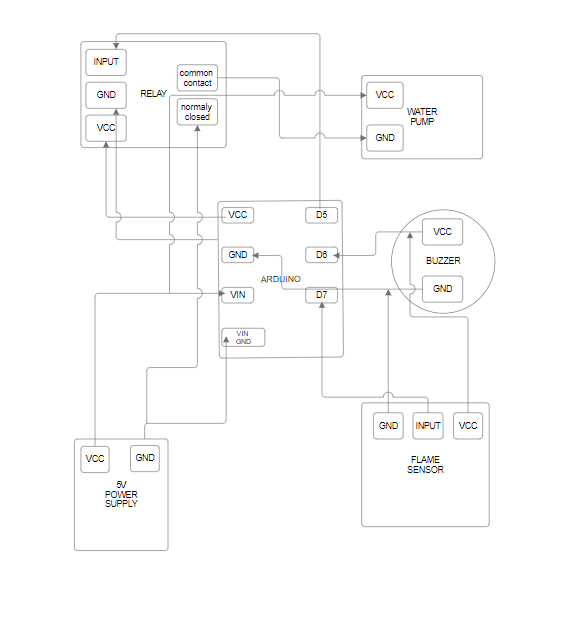 INPUT
GND
VCC
RELAY
common
contact
normaly
closed
VCC
GND
WATER
PUMP
VCC
GND
VIN
VIN
GND
ARDUINO
D5
D6
D7
VCC
BUZZER
GND
GND
INPUT
VCC
FLAME
SENSOR
VCC
GND
5V
POWER
SUPPLY